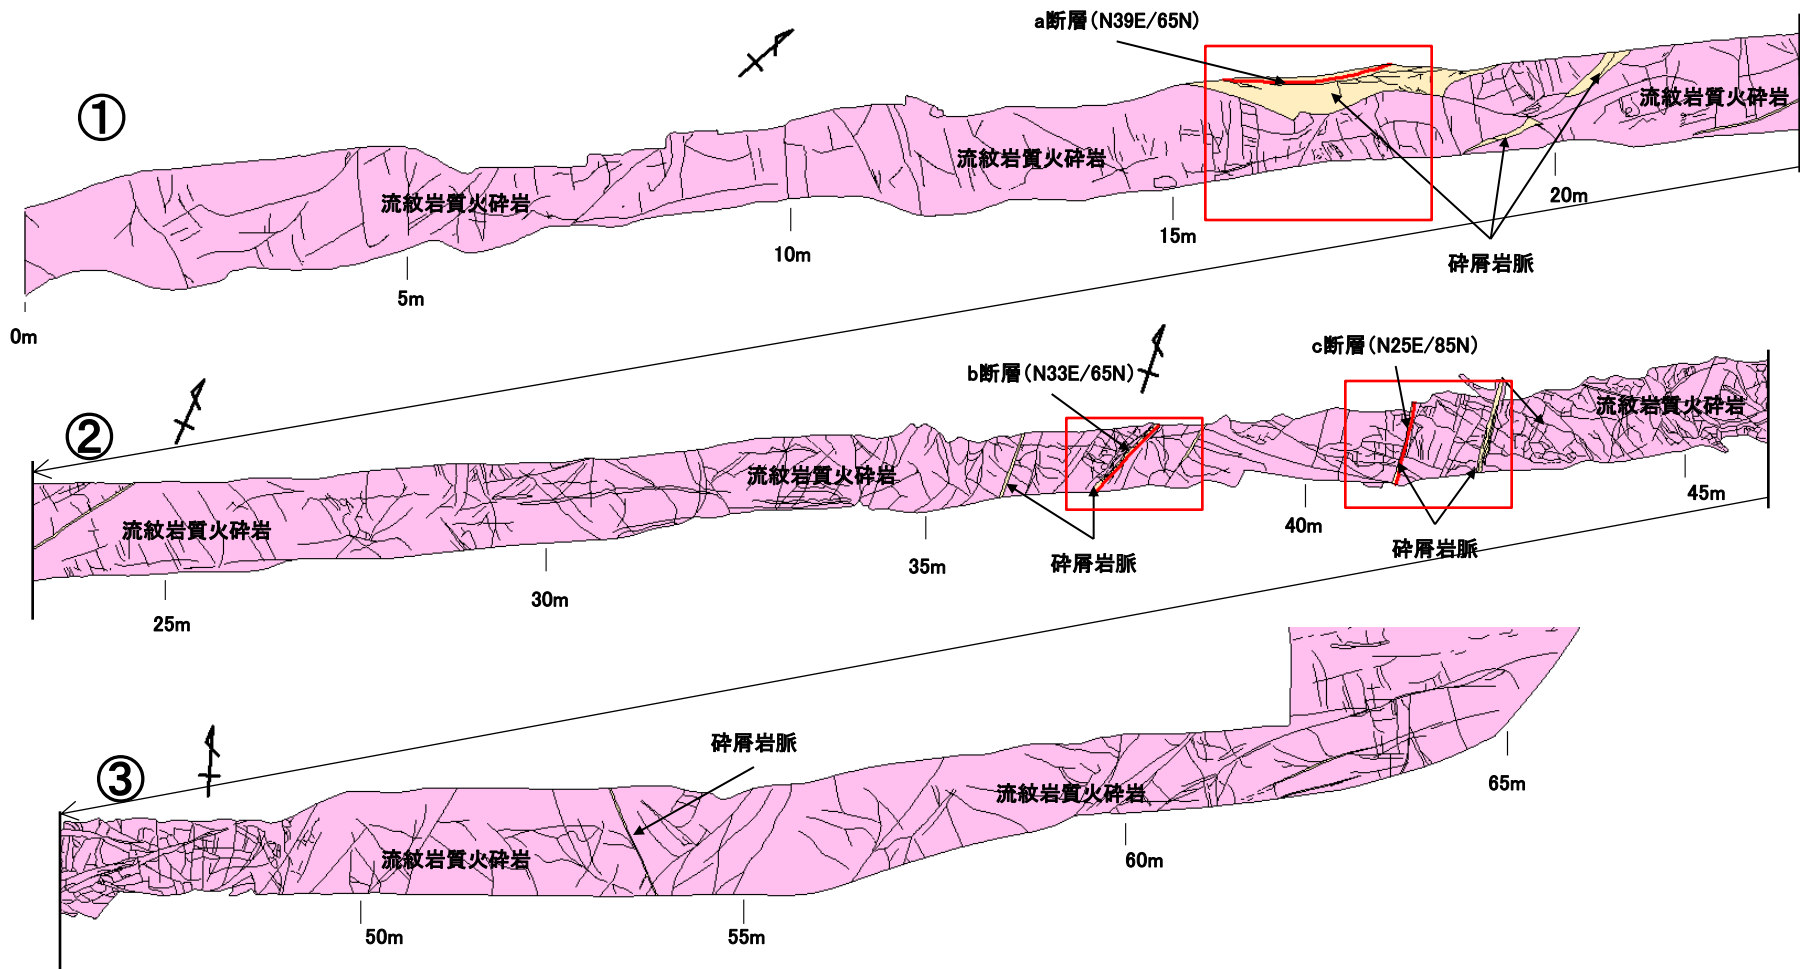 a断層(N39E/65N)
①
流紋岩質火砕岩
流紋岩質火砕岩
流紋岩質火砕岩
20m
15m
10m
砕屑岩脈
5m
0m
c断層(N25E/85N)
b断層(N33E/65N)
②
流紋岩質火砕岩
流紋岩質火砕岩
流紋岩質火砕岩
45m
40m
35m
砕屑岩脈
砕屑岩脈
30m
25m
砕屑岩脈
③
流紋岩質火砕岩
流紋岩質火砕岩
65m
60m
55m
50m